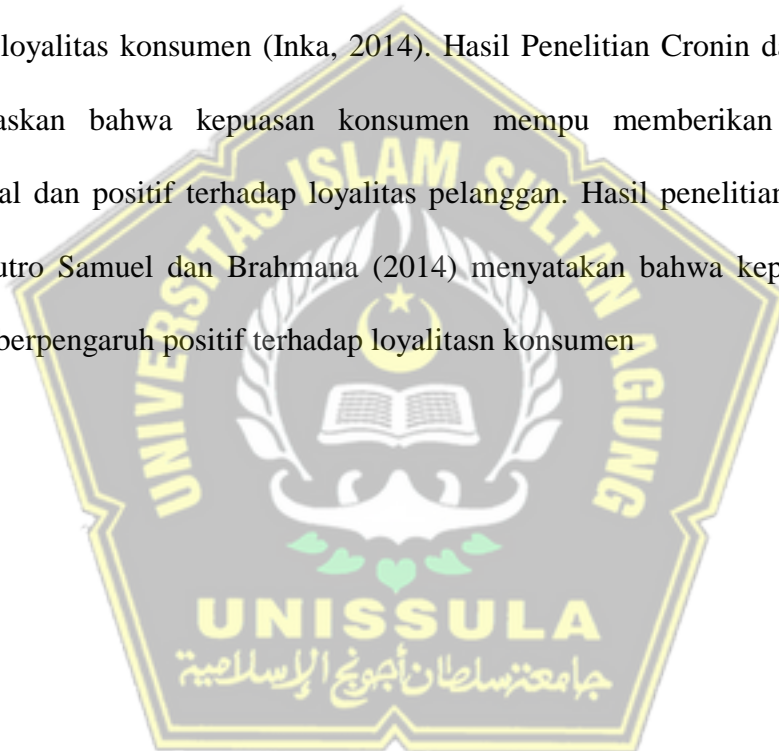 loyalitas konsumen (Inka, 2014). Hasil Penelitian Cronin da
askan bahwa kepuasan konsumen mempu memberikan
al dan positif terhadap loyalitas pelanggan. Hasil penelitian
utro Samuel dan Brahmana (2014) menyatakan bahwa kep
berpengaruh positif terhadap loyalitasn konsumen
UNIVERSITAS ISLAM SULTAN AGUNG
UNISSULA
جامعتنسلطان أجونج الإسلامية